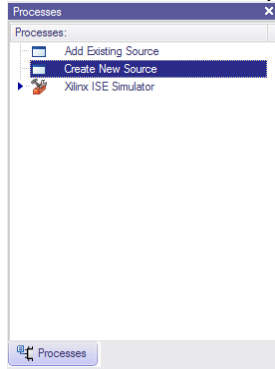 Processes
Processes:
Add Existing Source
Create New Source
Xilinx ISE Simulator
Processes